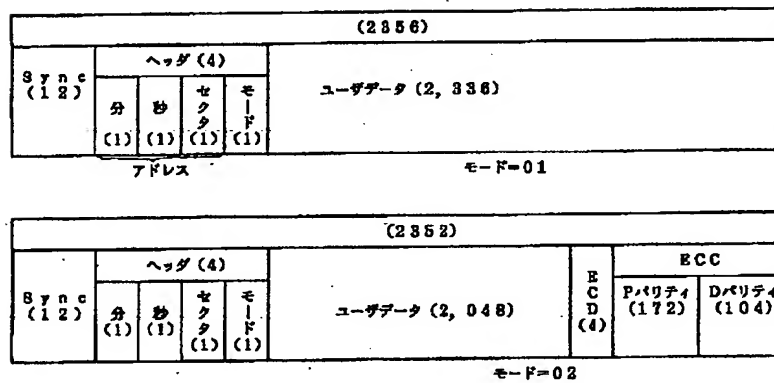 (2356)
Sync
(12)
ヘッダ(4)
分
(1)
秒
(1)
セクタ
(1)
モード
(1)
ユーザデータ(2,336)
アドレス
モード=01
(2352)
Sync
(12)
ヘッダ(4)
分
(1)
秒
(1)
セクタ
(1)
モード
(1)
ユーザデータ(2,048)
ECD
(4)
ECC
Pパリティ
(172)
Dパリティ
(104)
モード=02